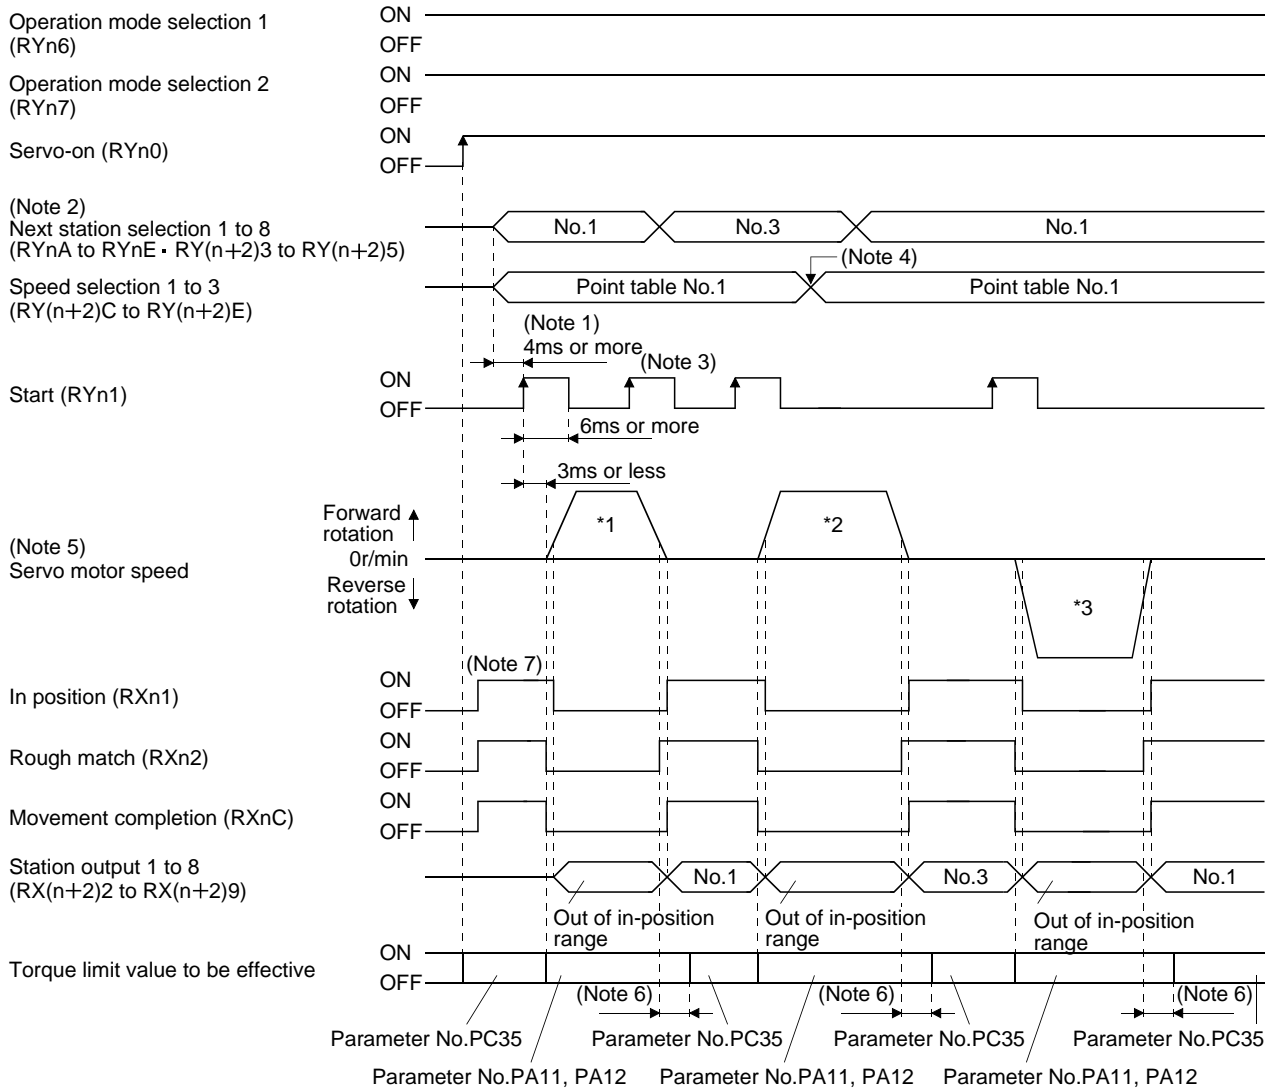 Operation mode selection 1
(RYn6)
ON
OFF
Operation mode selection 2
(RYn7)
ON
OFF
Servo-on (RYn0)
ON
OFF
(Note 2)
Next station selection 1 to 8
(RYnA to RYnE・RY(n+2)3 to RY(n+2)5)
No.1
No.3
No.1
(Note 4)
Speed selection 1 to 3
(RY(n+2)C to RY(n+2)E)
Point table No.1
Point table No.1
(Note 1)
4ms or more
(Note 3)
Start (RYn1)
ON
OFF
6ms or more
3ms or less
(Note 5)
Servo motor speed
Forward
rotation
0r/min
Reverse
rotation
*1
*2
*3
(Note 7)
In position (RXn1)
ON
OFF
Rough match (RXn2)
ON
OFF
Movement completion (RXnC)
ON
OFF
Station output 1 to 8
(RX(n+2)2 to RX(n+2)9)
No.1
No.3
No.1
Out of in-position
range
Out of in-position
range
Out of in-position
range
Torque limit value to be effective
ON
OFF
(Note 6)
(Note 6)
(Note 6)
Parameter No.PC35
Parameter No.PC35
Parameter No.PC35
Parameter No.PC35
Parameter No.PA11, PA12
Parameter No.PA11, PA12
Parameter No.PA11, PA12